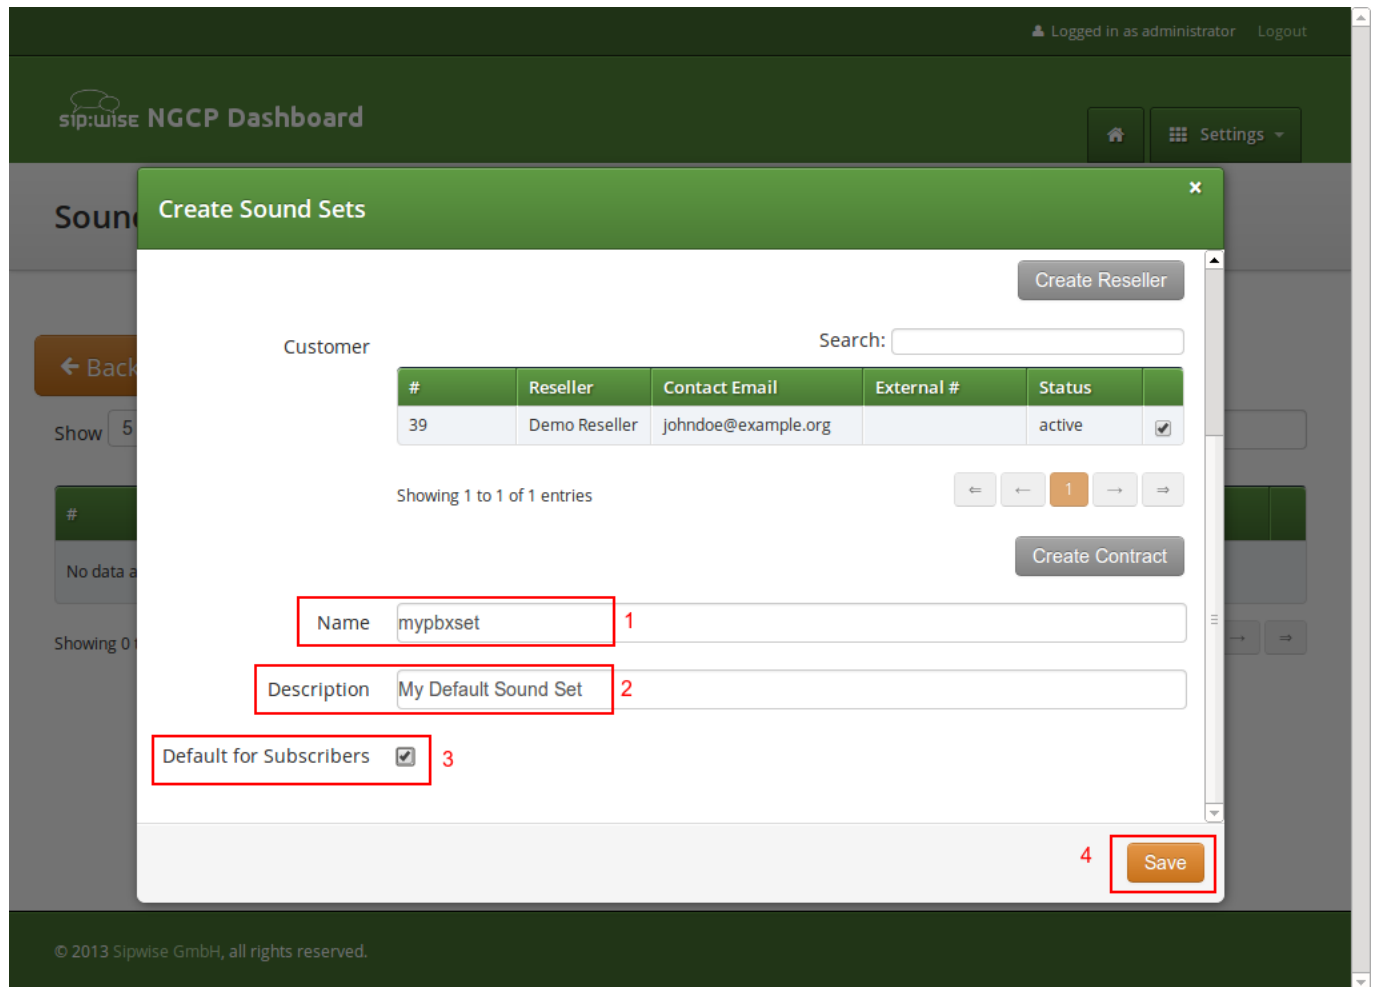 Logged in as administrator Logout
sip:wise NGCP Dashboard
Settings
Soun
Create Sound Sets
×
Create Reseller
Back
Customer
Search:
Show 5
# Reseller Contact Email External # Status
39 Demo Reseller johndoe@example.org active
Showing 1 to 1 of 1 entries
⇐ ← 1 → ⇒
#
No data a
Create Contract
Name mypbxset 1
Showing 0 t
→ ⇒
Description My Default Sound Set 2
Default for Subscribers 3
4 Save
© 2013 Sipwise GmbH, all rights reserved.